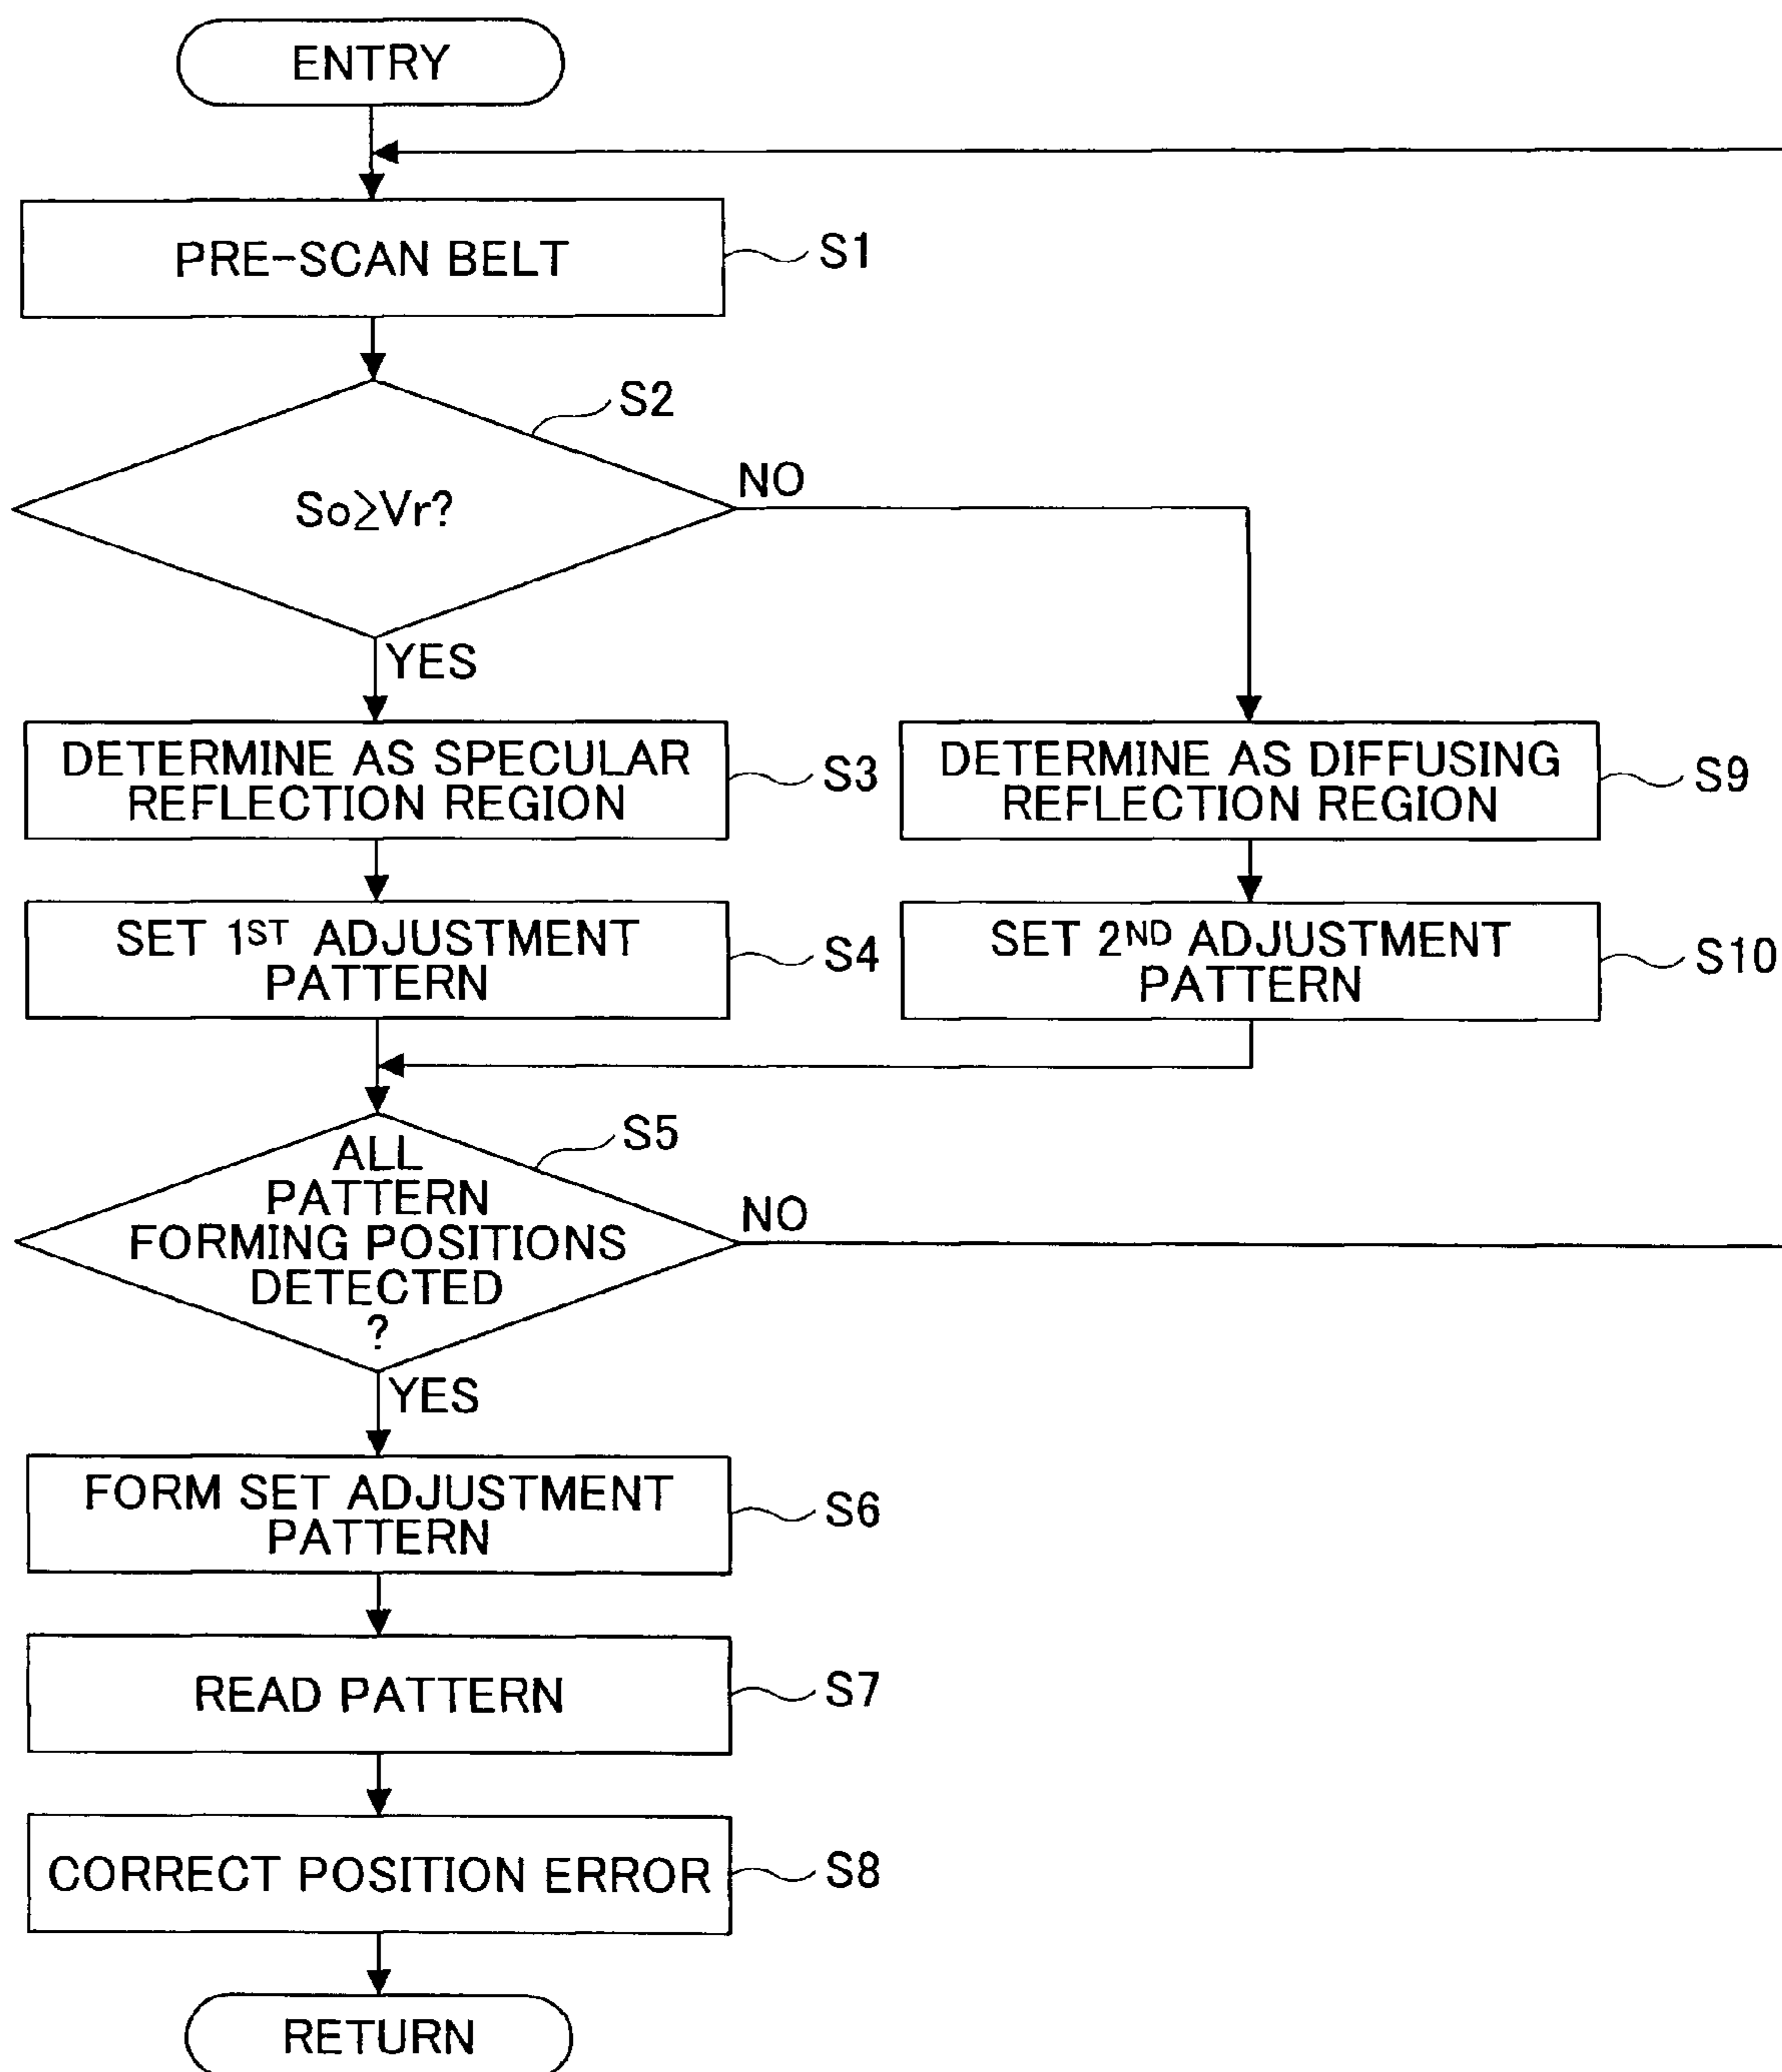 ENTRY
PRE-SCAN BELT
S1
S2
So≥Vr?
NO
YES
DETERMINE AS SPECULAR
REFLECTION REGION
S3
DETERMINE AS DIFFUSING
REFLECTION REGION
S9
SET 1ST ADJUSTMENT
PATTERN
S4
SET 2ND ADJUSTMENT
PATTERN
S10
S5
ALL
PATTERN
FORMING POSITIONS
DETECTED
?
NO
YES
FORM SET ADJUSTMENT
PATTERN
S6
READ PATTERN
S7
CORRECT POSITION ERROR
S8
RETURN